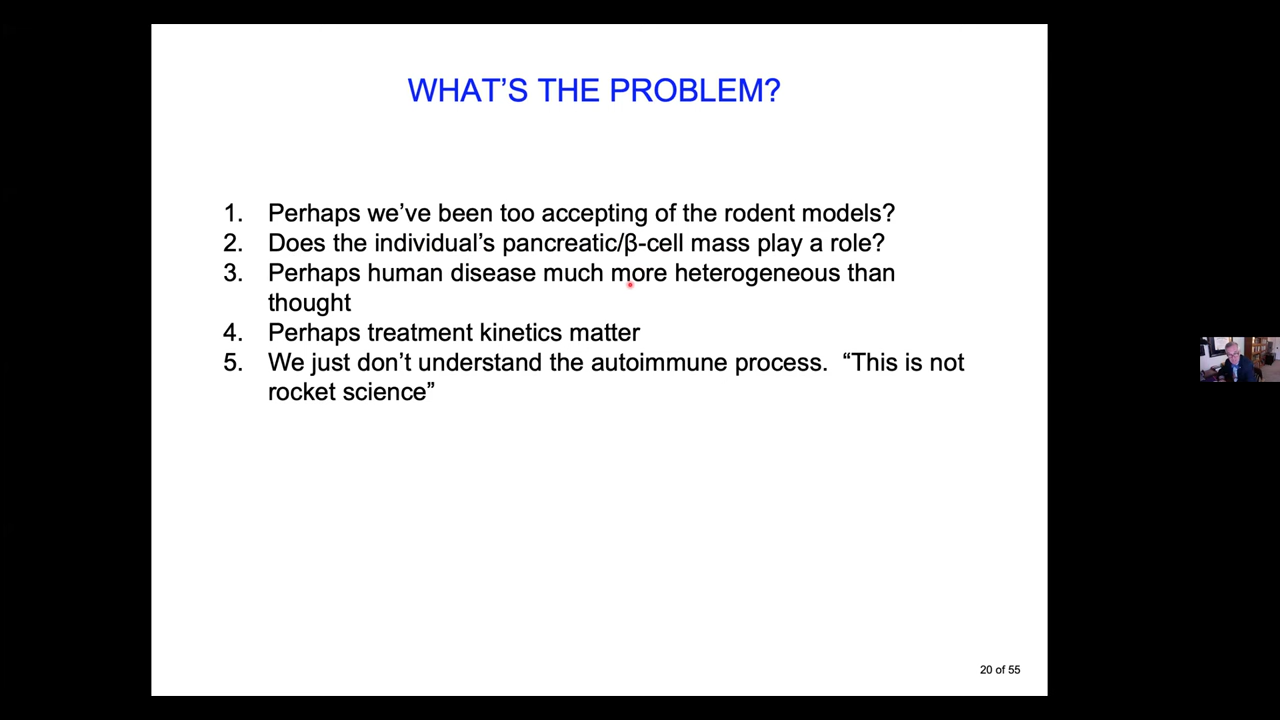 WHAT’S THE PROBLEM?
1. Perhaps we’ve been too accepting of the rodent models?
2. Does the individual’s pancreatic/β-cell mass play a role?
3. Perhaps human disease much more heterogeneous than
thought
4. Perhaps treatment kinetics matter
5. We just don’t understand the autoimmune process.  “This is not
rocket science”
20 of 55